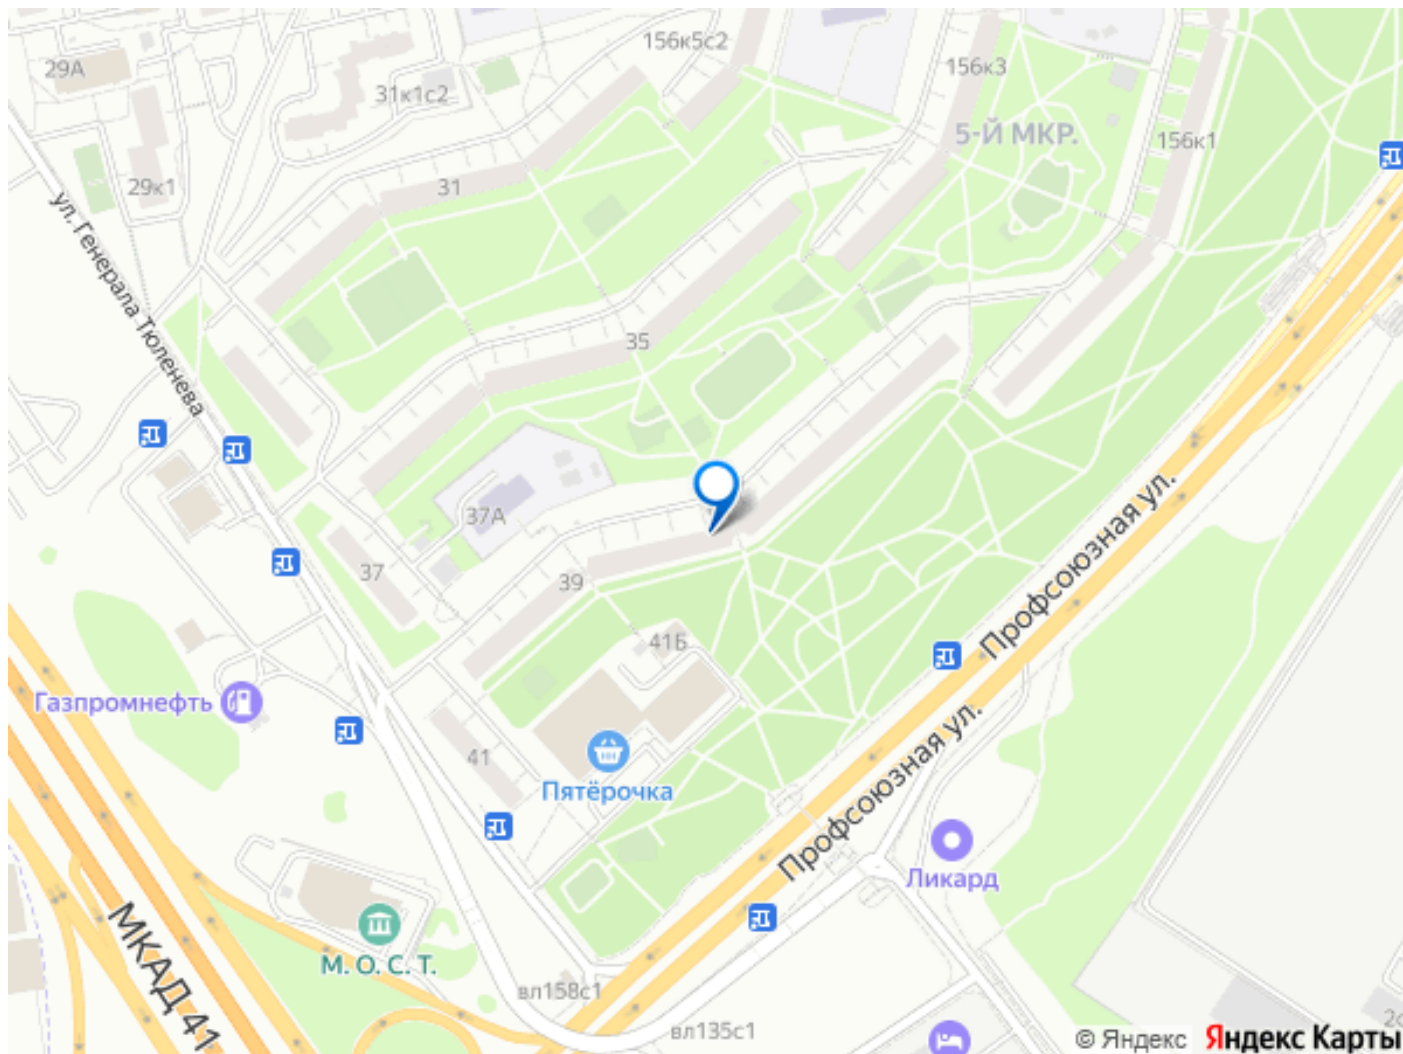 156к5с2
29А
156к3
31к1с2
5-Й МКР.
156к1
29к1
31
ул. Генерала Тюленева
35
37А
Профсоюзная ул.
37
39
41Б
Газпромнефть
Профсоюзная ул.
41
Пятёрочка
Ликард
МКАД 41
М. О. С. Т.
вл158с1
вл135с1
© Яндекс Яндекс Карты